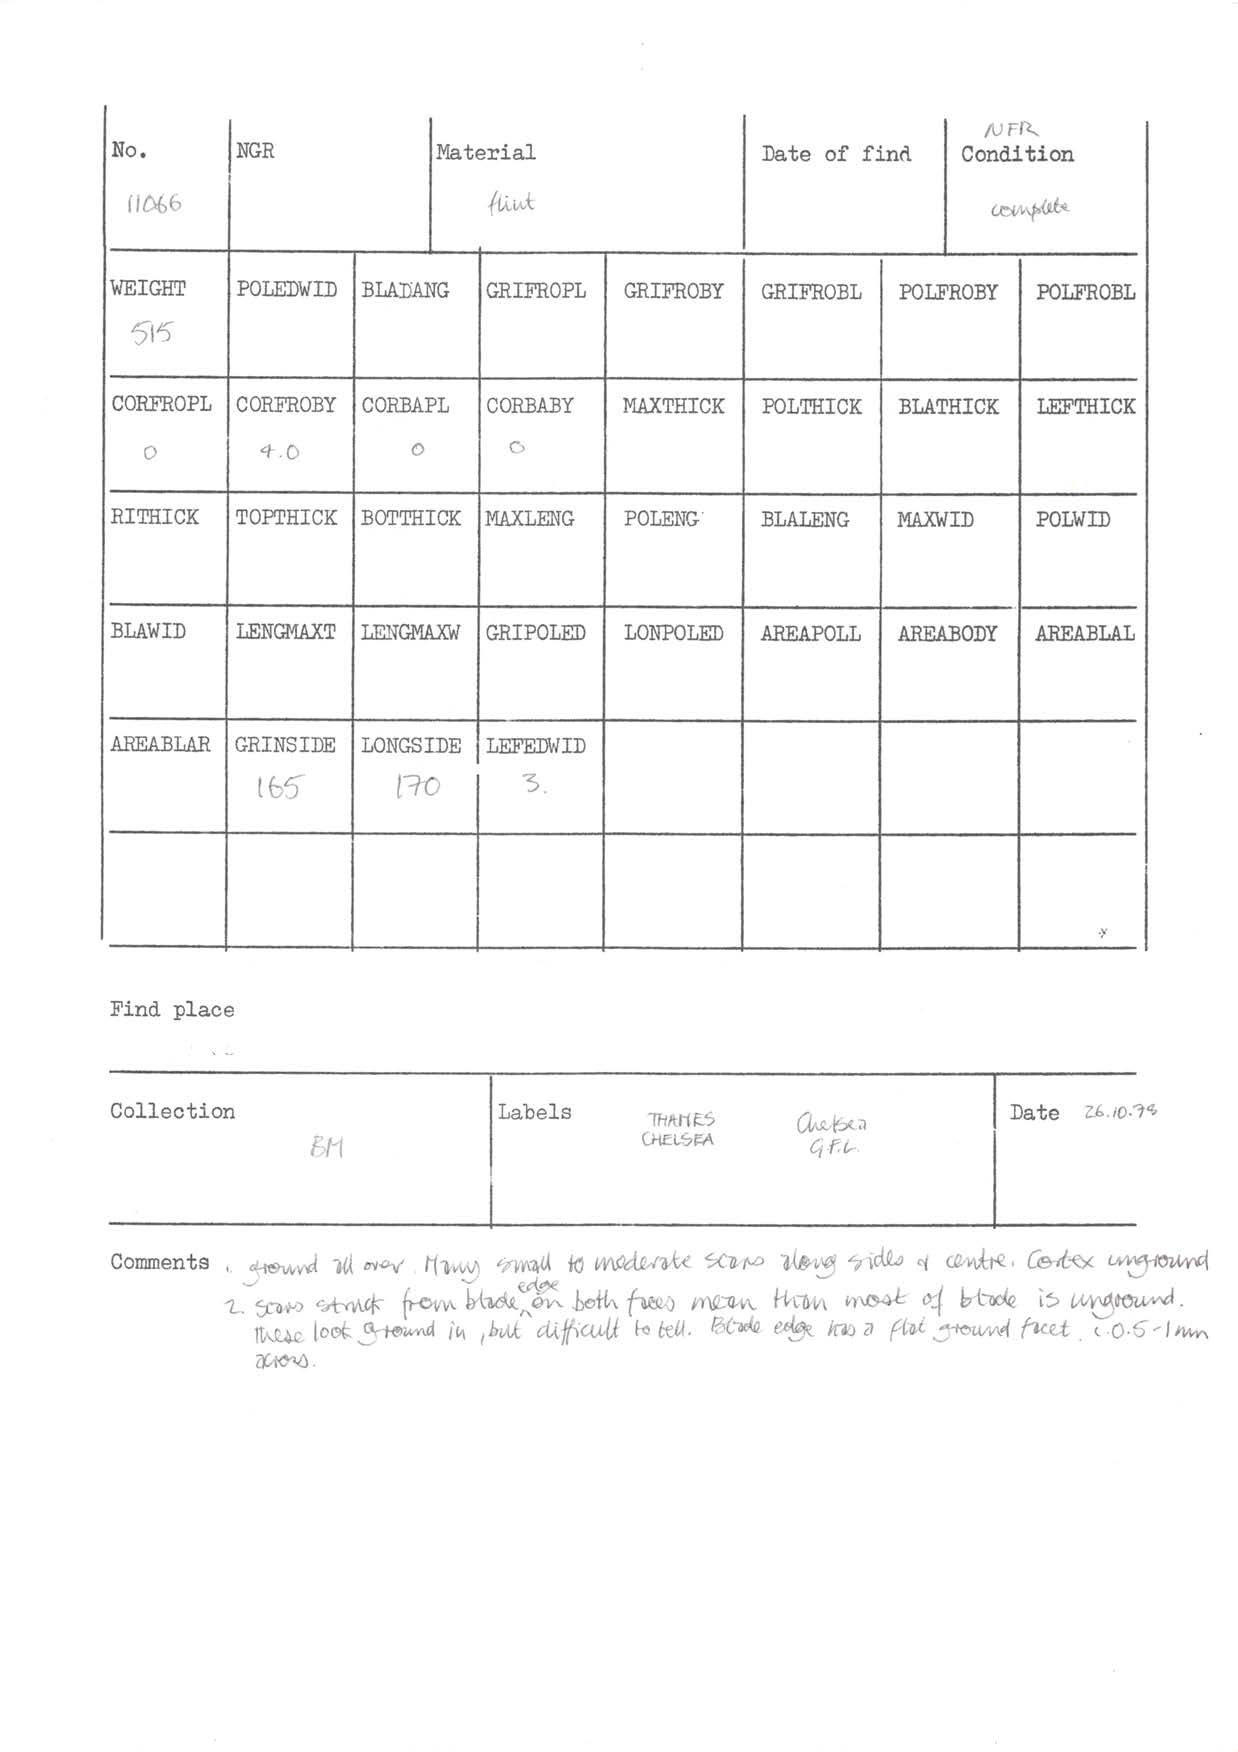 NFR
No. NGR Material Date of find Condition
11066 flint complete
WEIGHT POLEDWID BLADANG GRIFROPL GRIFROBY GRIFROBL POLFROBY POLFROBL
515
CORFROPL CORFROBY CORBAPL CORBABY MAXTHICK POLTHICK BLATHICK LEFTHICK
0 4.0 0 0
RITHICK TOPTHICK BOTTHICK MAXLENG POLENG BLALENG MAXWID POLWID
BLAWID LENGMAXT LENGMAXW GRIPOLED LONPOLED AREAPOLL AREABODY AREABLAL
AREABLAR GRINSIDE LONGSIDE LEFEDWID
165 170 3.
Find place
Collection Labels THAMES Chelsea Date 26.10.78
BM CHELSEA G.F.L.
Comments 1. ground all over. Many small to moderate scars along sides & centre. Cortex unground
2. scars struck from blade edge on both faces mean than most of blade is unground.
These look ground in, but difficult to tell. Blade edge has a flat ground facet c.0.5-1mm
across.